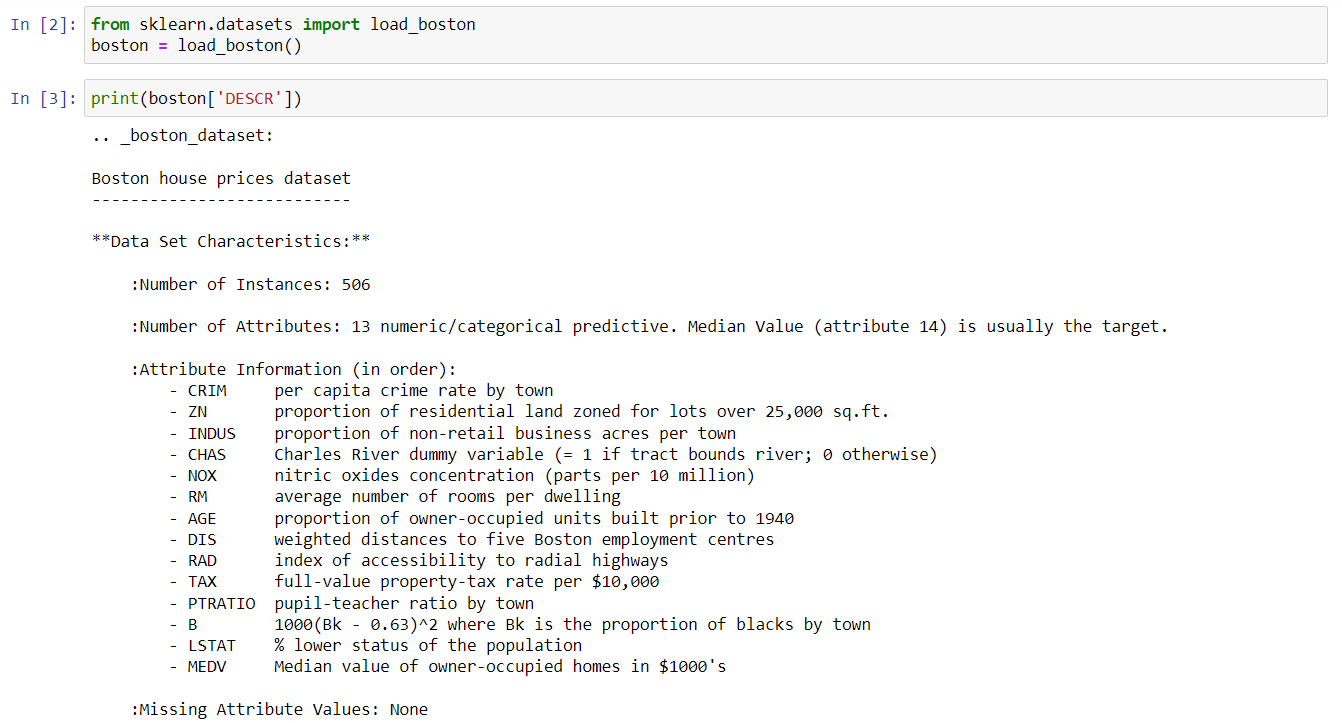 In [2]: from sklearn.datasets import load_boston
boston = load_boston()
In [3]: print(boston['DESCR'])
.. _boston_dataset:
Boston house prices dataset
---------------------------
**Data Set Characteristics:**
:Number of Instances: 506
:Number of Attributes: 13 numeric/categorical predictive. Median Value (attribute 14) is usually the target.
:Attribute Information (in order):
- CRIM     per capita crime rate by town
- ZN       proportion of residential land zoned for lots over 25,000 sq.ft.
- INDUS    proportion of non-retail business acres per town
- CHAS     Charles River dummy variable (= 1 if tract bounds river; 0 otherwise)
- NOX      nitric oxides concentration (parts per 10 million)
- RM       average number of rooms per dwelling
- AGE      proportion of owner-occupied units built prior to 1940
- DIS      weighted distances to five Boston employment centres
- RAD      index of accessibility to radial highways
- TAX      full-value property-tax rate per $10,000
- PTRATIO  pupil-teacher ratio by town
- B        1000(Bk - 0.63)^2 where Bk is the proportion of blacks by town
- LSTAT    % lower status of the population
- MEDV     Median value of owner-occupied homes in $1000's
:Missing Attribute Values: None